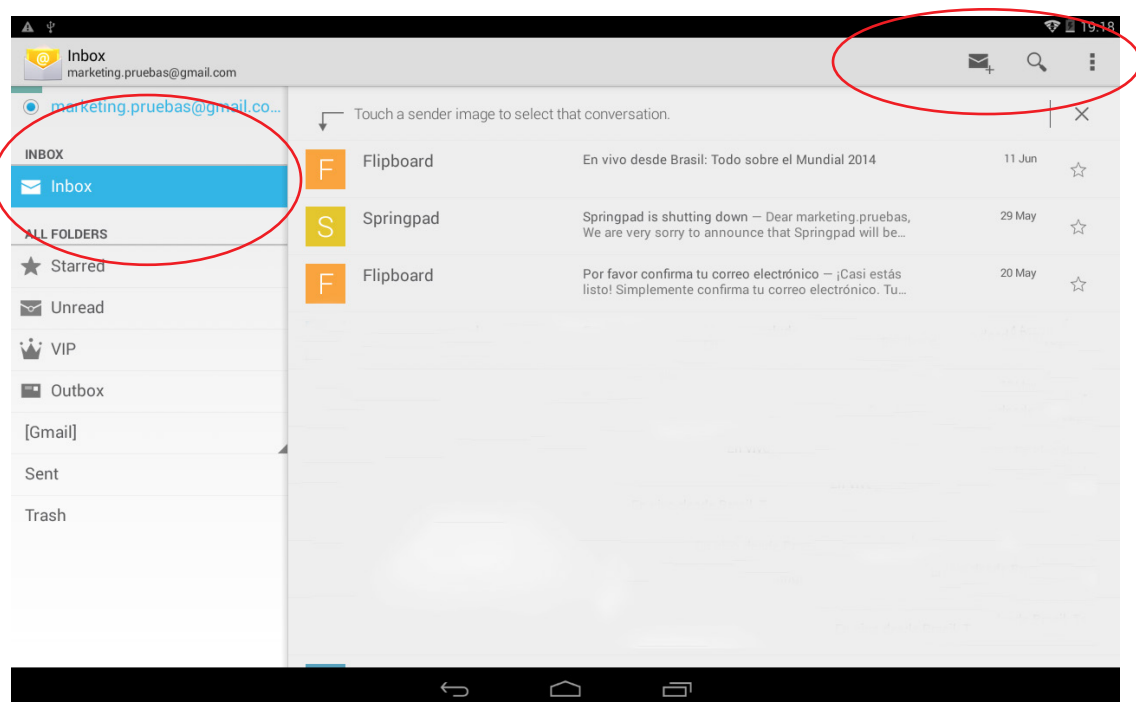 19:18
Inbox
marketing.pruebas@gmail.com
marketing.pruebas@gmail.co...
INBOX
Inbox
ALL FOLDERS
Starred
Unread
VIP
Outbox
[Gmail]
Sent
Trash
Touch a sender image to select that conversation.
F
Flipboard
En vivo desde Brasil: Todo sobre el Mundial 2014
11 Jun
S
Springpad
Springpad is shutting down — Dear marketing.pruebas,
We are very sorry to announce that Springpad will be...
29 May
F
Flipboard
Por favor confirma tu correo electrónico — ¡Casi estás
listo! Simplemente confirma tu correo electrónico. Tu...
20 May